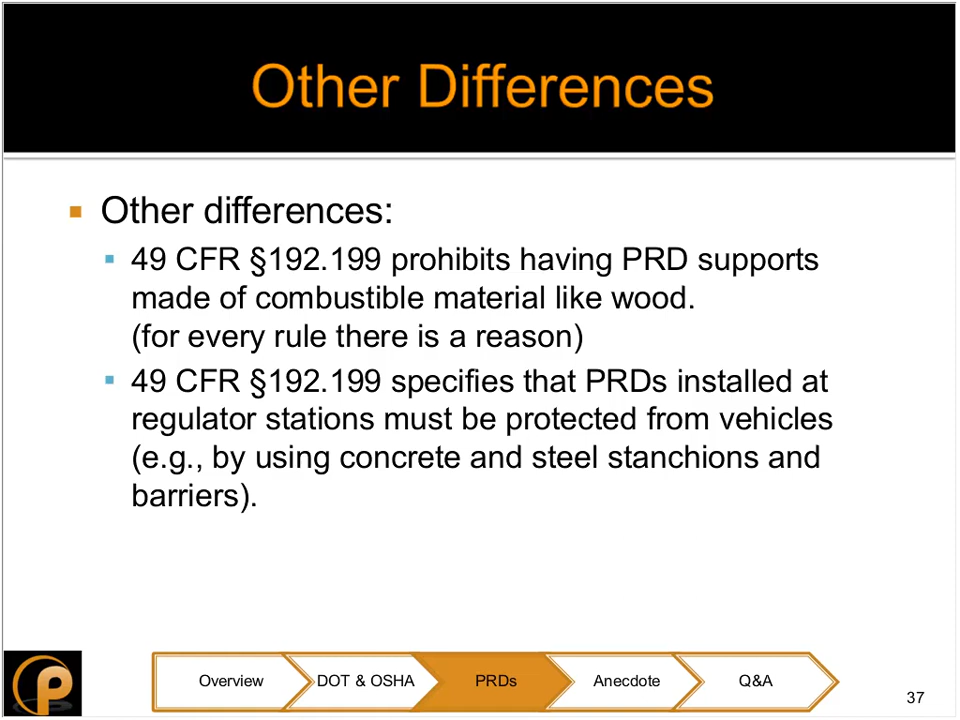 Other Differences
Other differences:
49 CFR §192.199 prohibits having PRD supports
made of combustible material like wood.
(for every rule there is a reason)
49 CFR §192.199 specifies that PRDs installed at
regulator stations must be protected from vehicles
(e.g., by using concrete and steel stanchions and
barriers).
P
Overview
DOT & OSHA
PRDs
Anecdote
Q&A
37